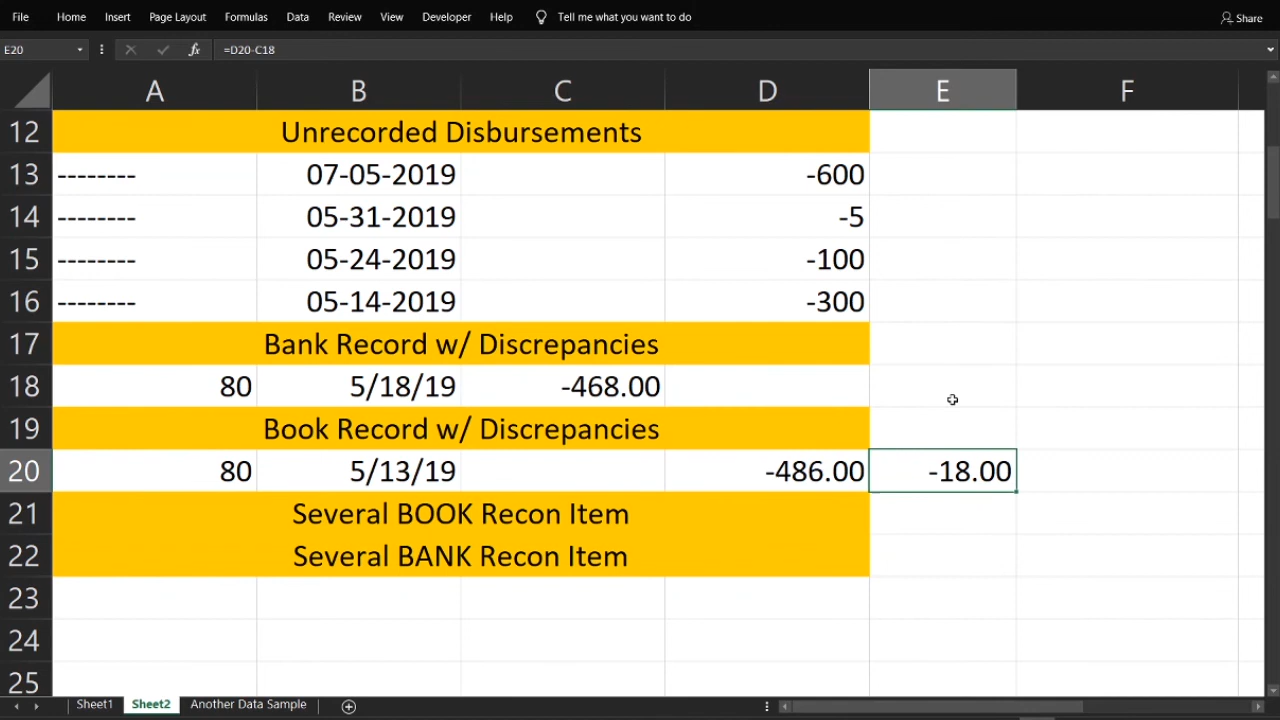 File Home Insert Page Layout Formulas Data Review View Developer Help Tell me what you want to do Share
E20 fx =D20-C18
A B C D E F
12 Unrecorded Disbursements
13 -------- 07-05-2019 -600
14 -------- 05-31-2019 -5
15 -------- 05-24-2019 -100
16 -------- 05-14-2019 -300
17 Bank Record w/ Discrepancies
18 80 5/18/19 -468.00
19 Book Record w/ Discrepancies
20 80 5/13/19 -486.00 -18.00
21 Several BOOK Recon Item
22 Several BANK Recon Item
23
24
25
Sheet1 Sheet2 Another Data Sample